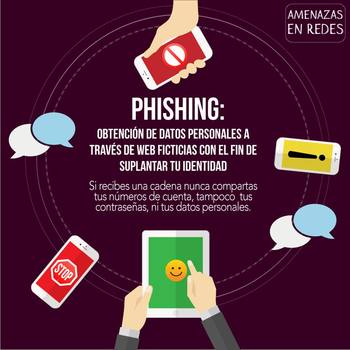 AMENAZAS
EN REDES
PHISHING:
OBTENCIÓN DE DATOS PERSONALES A
TRAVÉS DE WEB FICTICIAS CON EL FIN DE
SUPLANTAR TU IDENTIDAD
Si recibes una cadena nunca compartas
tus números de cuenta, tampoco tus
contraseñas, ni tus datos personales.
!
STOP